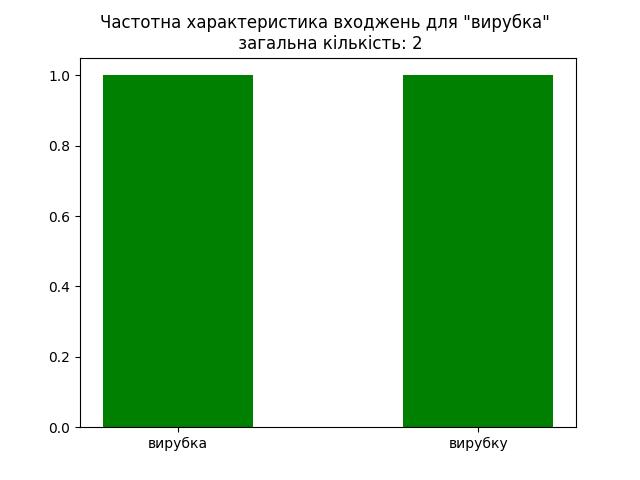 Частотна характеристика входжень для "вирубка"
загальна кількість: 2
1.0
0.8
0.6
0.4
0.2
0.0
вирубка вирубку